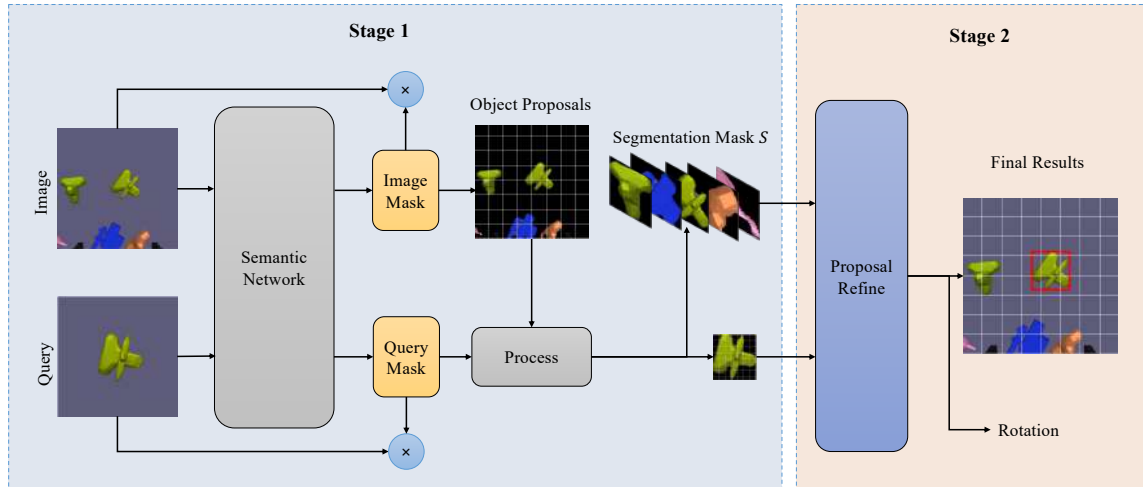 Stage 1
Stage 2
×
Object Proposals
Segmentation Mask S
Final Results
Image
Image
Mask
Semantic
Network
Proposal
Refine
Query
Query
Mask
Process
×
Rotation